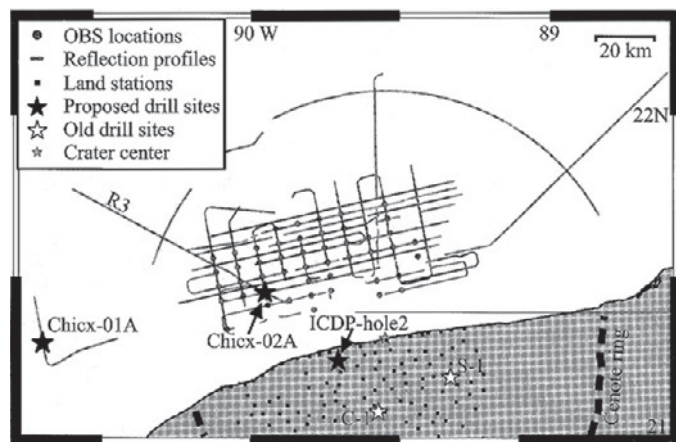 90 W
89
20 km
OBS locations
Reflection profiles
Land stations
Proposed drill sites
Old drill sites
Crater center
22N
R3
Chicx-01A
Chicx-02A
ICDP-hole2
S-1
C-1
Cenote ring
21